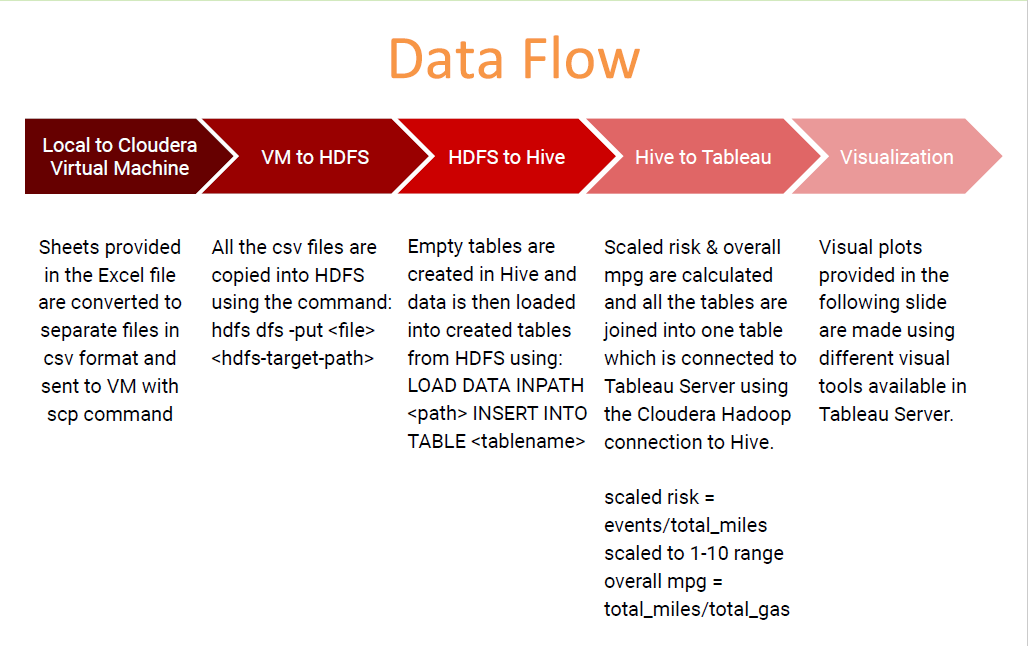 Data Flow
Local to Cloudera
Virtual Machine
VM to HDFS
HDFS to Hive
Hive to Tableau
Visualization
Sheets provided
in the Excel file
are converted to
separate files in
csv format and
sent to VM with
scp command
All the csv files are
copied into HDFS
using the command:
hdfs dfs -put <file>
<hdfs-target-path>
Empty tables are
created in Hive and
data is then loaded
into created tables
from HDFS using:
LOAD DATA INPATH
<path> INSERT INTO
TABLE <tablename>
Scaled risk & overall
mpg are calculated
and all the tables are
joined into one table
which is connected to
Tableau Server using
the Cloudera Hadoop
connection to Hive.
scaled risk =
events/total_miles
scaled to 1-10 range
overall mpg =
total_miles/total_gas
Visual plots
provided in the
following slide
are made using
different visual
tools available in
Tableau Server.